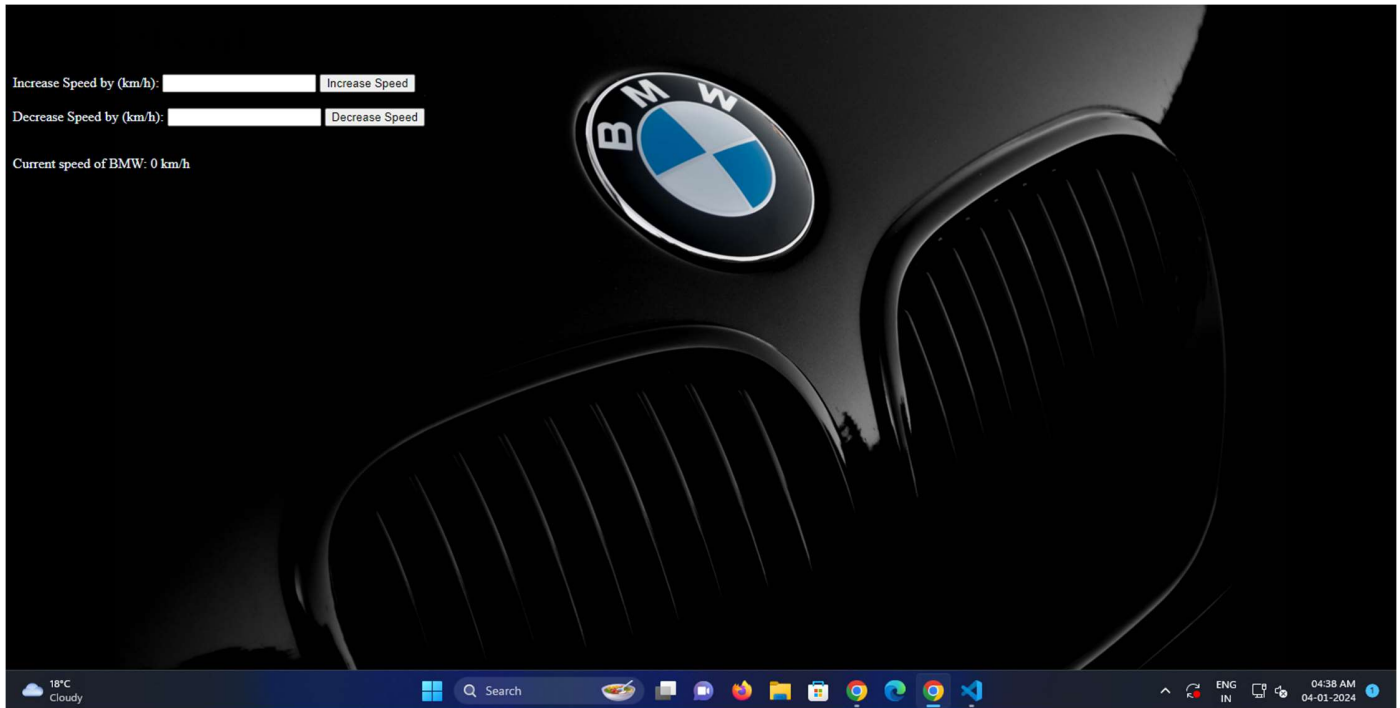 Increase Speed by (km/h): Increase Speed
Decrease Speed by (km/h): Decrease Speed
Current speed of BMW: 0 km/h
BMW
18°C
Cloudy
Search
ENG
IN
04:38 AM
04-01-2024
1